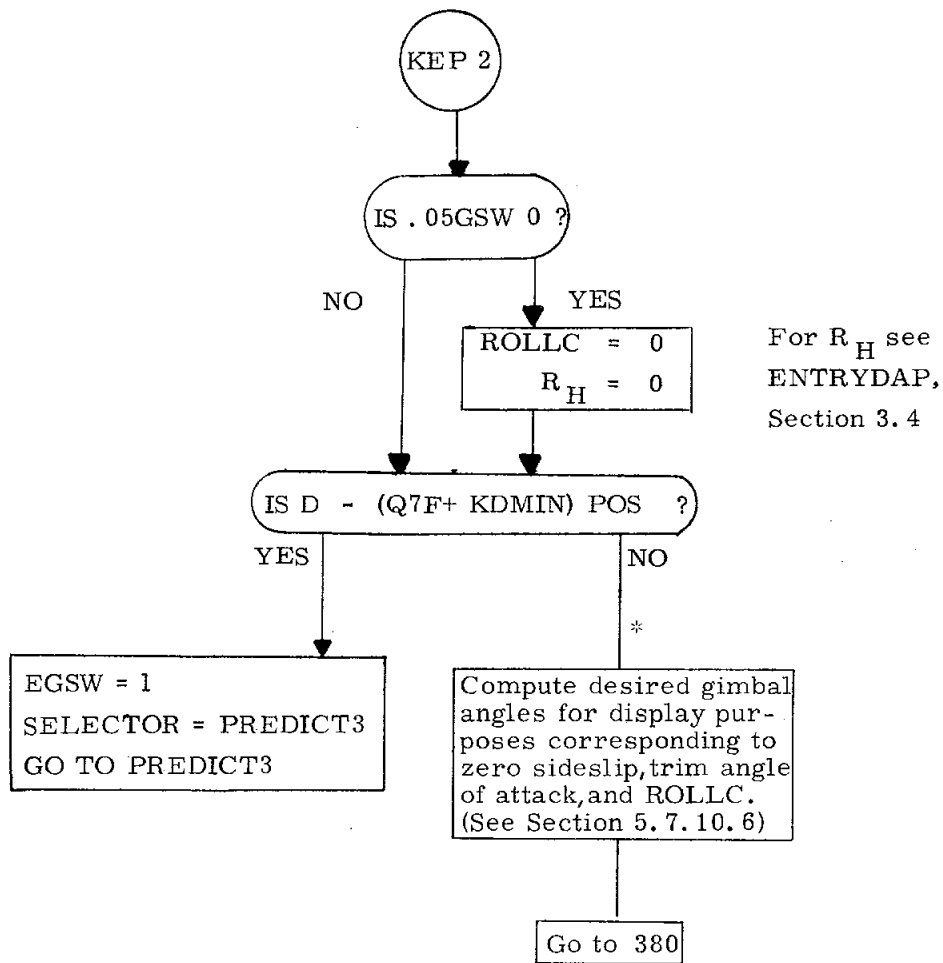 KEP 2
IS .05GSW 0 ?
NO
YES
ROLLC = 0
R H = 0
For R H see
ENTRYDAP,
Section 3.4
IS D - (Q7F+ KDMIN) POS ?
YES
NO
*
EGSW = 1
SELECTOR = PREDICT3
GO TO PREDICT3
Compute desired gimbal
angles for display pur-
poses corresponding to
zero sideslip, trim angle
of attack, and ROLLC.
(See Section 5.7.10.6)
Go to 380